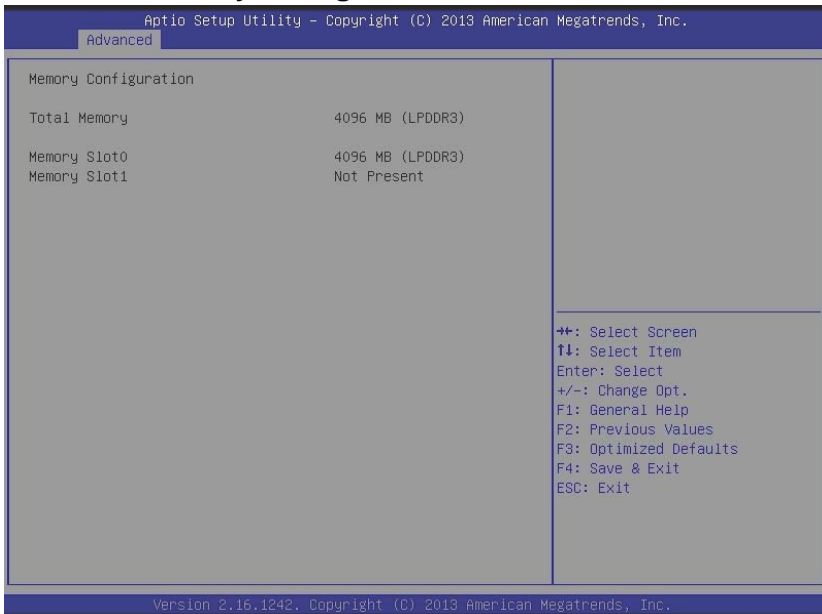 Aptio Setup Utility – Copyright (C) 2013 American Megatrends, Inc.
Advanced
Memory Configuration
Total Memory 4096 MB (LPDDR3)
Memory Slot0 4096 MB (LPDDR3)
Memory Slot1 Not Present
→←: Select Screen
↑↓: Select Item
Enter: Select
+/-: Change Opt.
F1: General Help
F2: Previous Values
F3: Optimized Defaults
F4: Save & Exit
ESC: Exit
Version 2.16.1242. Copyright (C) 2013 American Megatrends, Inc.